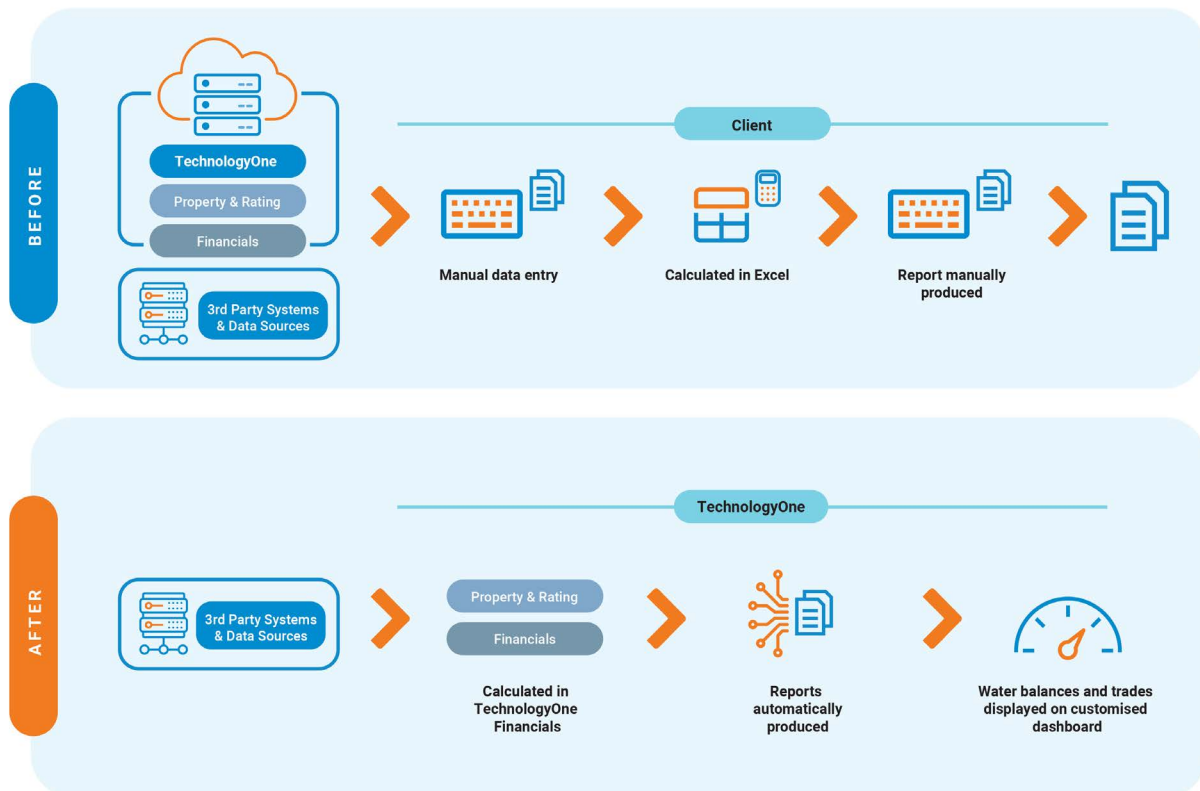 BEFORE
TechnologyOne
Property & Rating
Financials
3rd Party Systems
& Data Sources
Client
Manual data entry
Calculated in Excel
Report manually
produced
AFTER
3rd Party Systems
& Data Sources
TechnologyOne
Property & Rating
Financials
Calculated in
TechnologyOne
Financials
Reports
automatically
produced
Water balances and trades
displayed on customised
dashboard